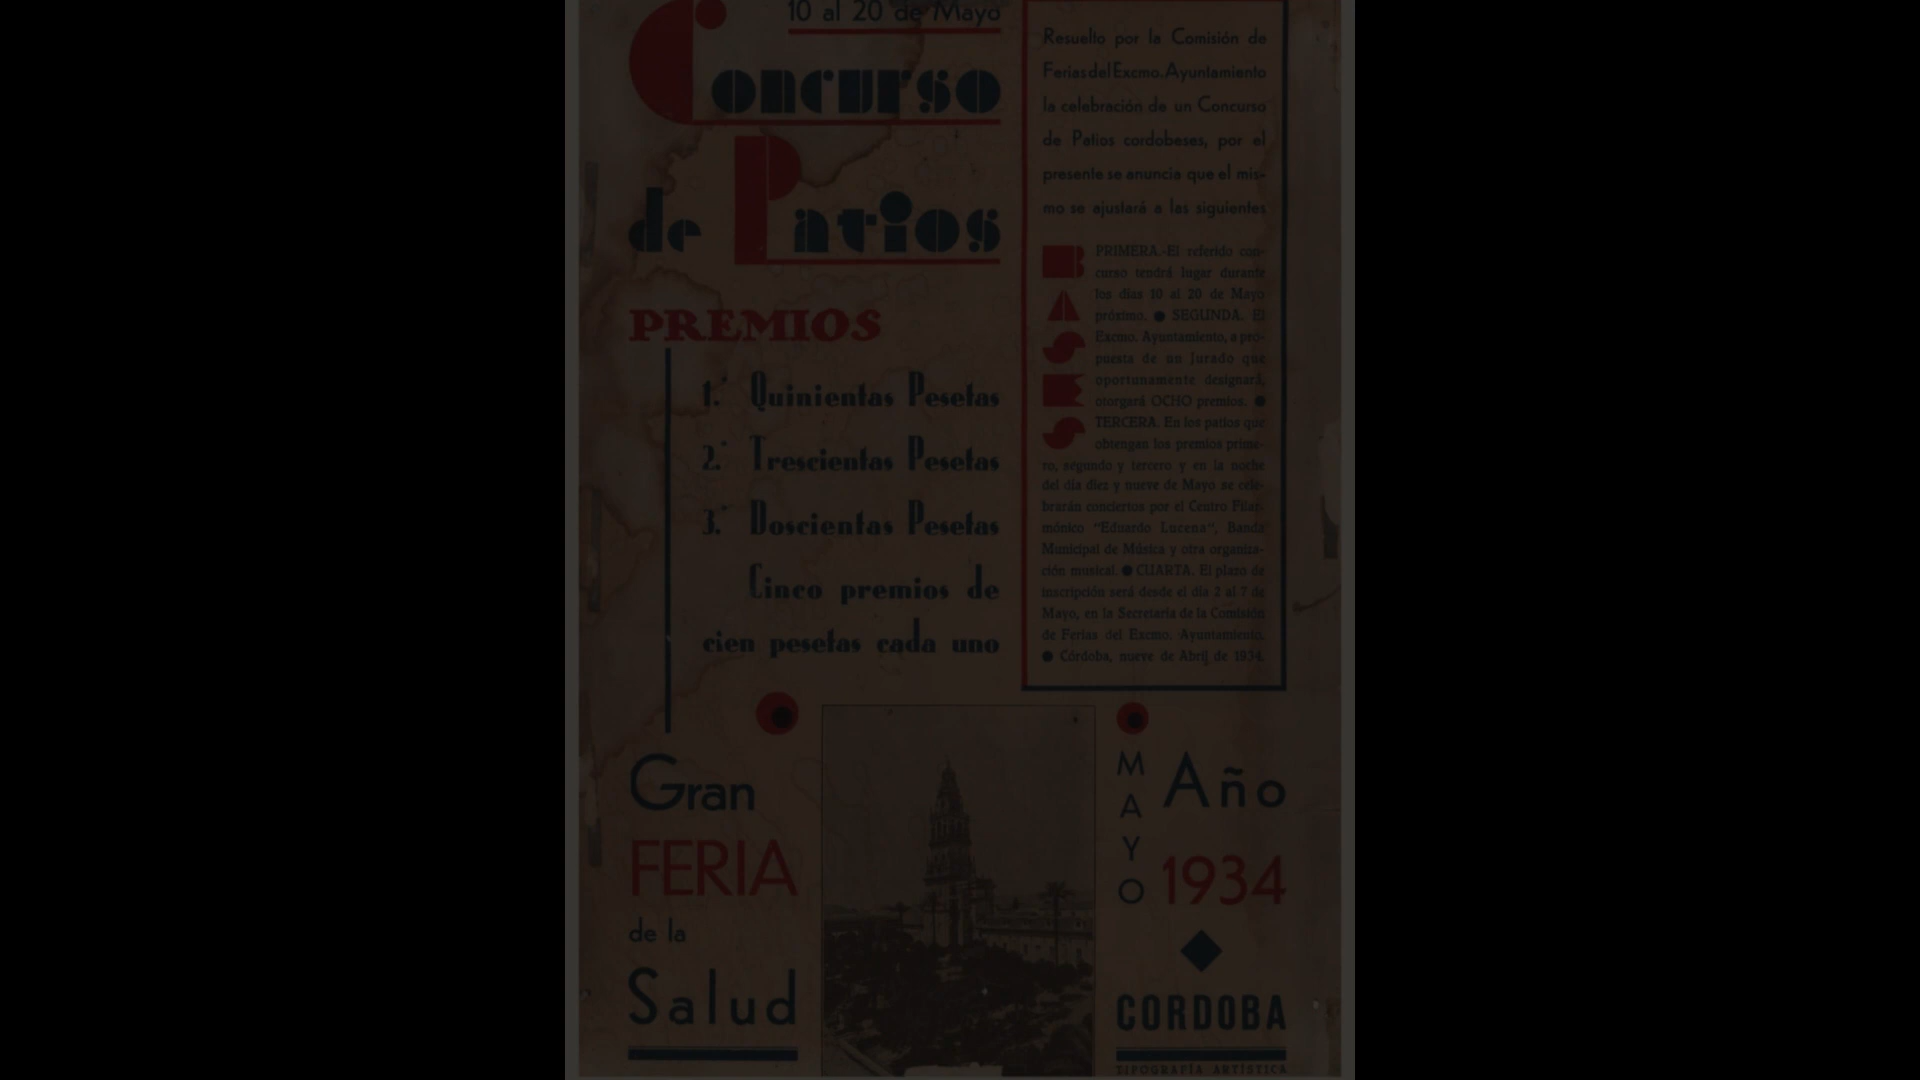 10 al 20 de Mayo
Concurso
de Patios
PREMIOS
1.° Quinientas Pesetas
2.° Trescientas Pesetas
3.° Doscientas Pesetas
Cinco premios de
cien pesetas cada uno
Resuelto por la Comisión de
Ferias del Excmo. Ayuntamiento
la celebración de un Concurso
de Patios cordobeses, por el
presente se anuncia que el mis-
mo se ajustará a las siguientes
BASES
PRIMERA.-El referido con-
curso tendrá lugar durante
los días 10 al 20 de Mayo
próximo. ● SEGUNDA. El
Excmo. Ayuntamiento, a pro-
puesta de un Jurado que
oportunamente designará,
otorgará OCHO premios. ●
TERCERA. En los patios que
obtengan los premios prime-
ro, segundo y tercero y en la noche
del día diez y nueve de Mayo se cele-
brarán conciertos por el Centro Filar-
mónico "Eduardo Lucena", Banda
Municipal de Música y otra organiza-
ción musical. ● CUARTA. El plazo de
inscripción será desde el día 2 al 7 de
Mayo, en la Secretaría de la Comisión
de Ferias del Excmo. Ayuntamiento.
● Córdoba, nueve de Abril de 1934.
Gran
FERIA
de la
Salud
MAYO
Año
1934
CORDOBA
TIPOGRAFÍA ARTÍSTICA